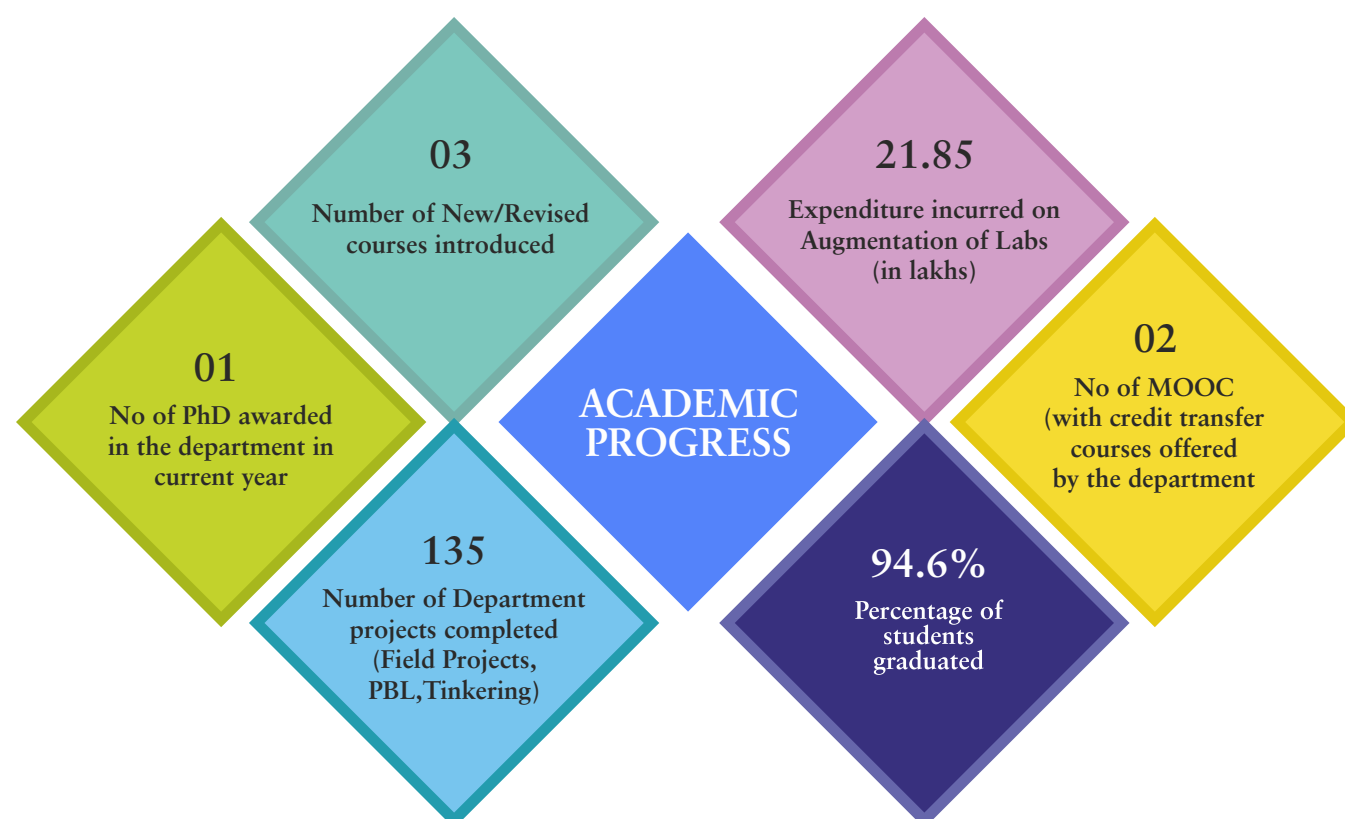 03
Number of New/Revised
courses introduced
21.85
Expenditure incurred on
Augmentation of Labs
(in lakhs)
01
No of PhD awarded
in the department in
current year
ACADEMIC
PROGRESS
02
No of MOOC
(with credit transfer
courses offered
by the department
135
Number of Department
projects completed
(Field Projects,
PBL,Tinkering)
94.6%
Percentage of
students
graduated